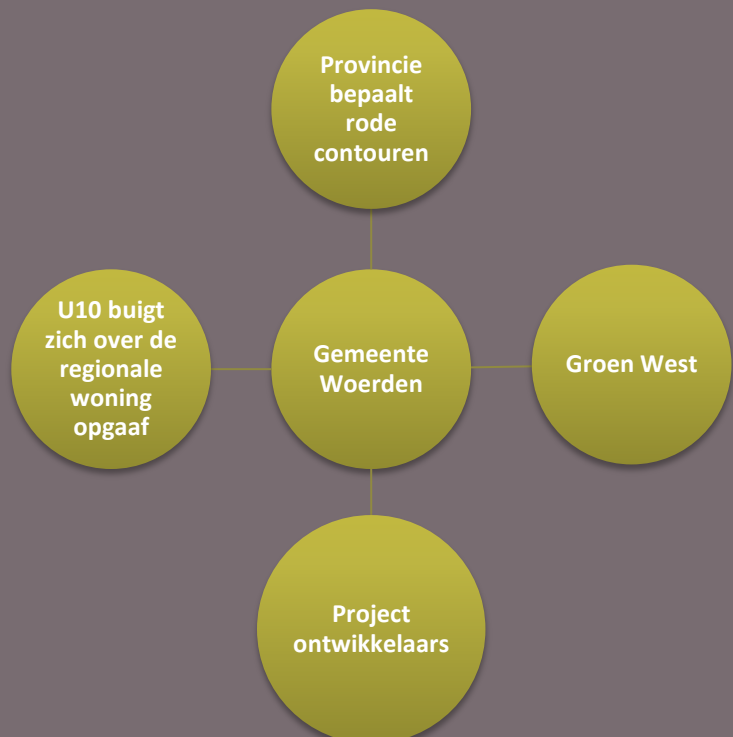 Provincie
bepaalt
rode
contouren
U10 buigt
zich over de
regionale
woning
opgaaf
Gemeente
Woerden
Groen West
Project
ontwikkelaars